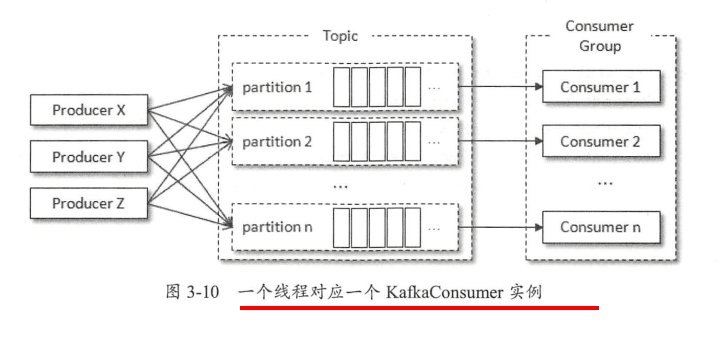 Topic
Consumer
Group
Producer X
Producer Y
Producer Z
partition 1
...
partition 2
...
...
partition n
...
Consumer 1
Consumer 2
...
Consumer n
图 3-10 一个线程对应一个 KafkaConsumer 实例